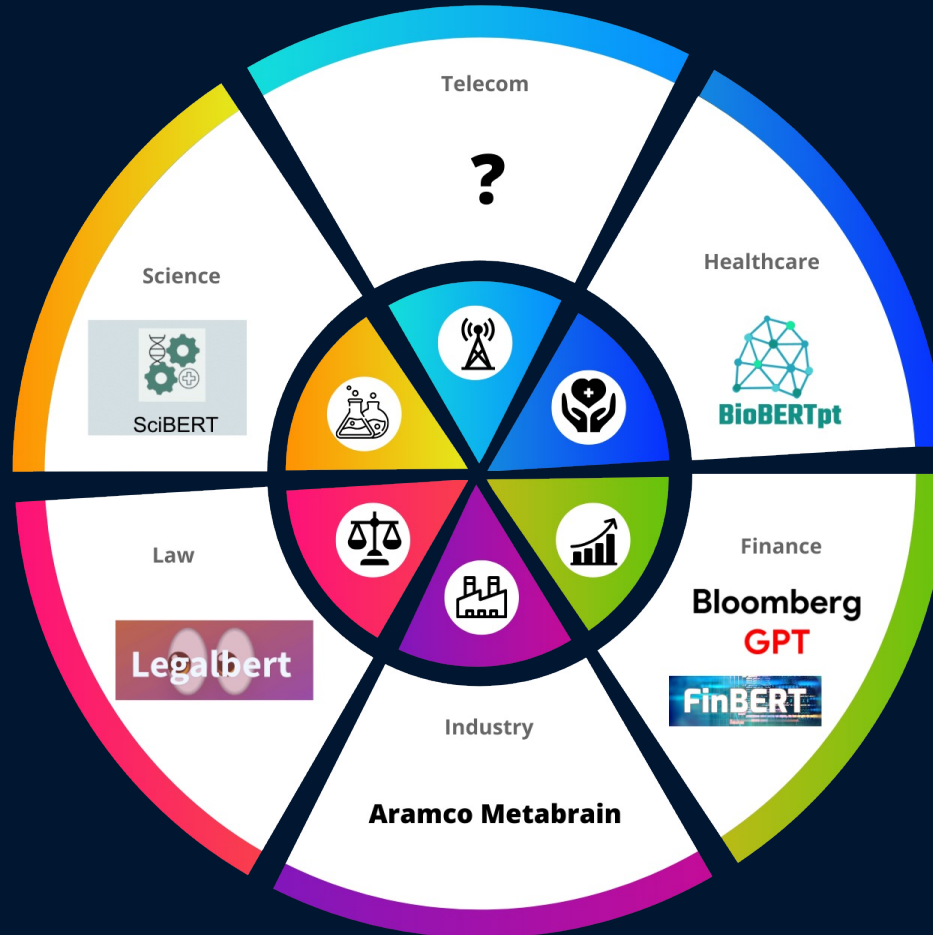 Telecom
?
Healthcare
BioBERTpt
Finance
Bloomberg
GPT
FinBERT
Industry
Aramco Metabrain
Law
Legalbert
Science
SciBERT